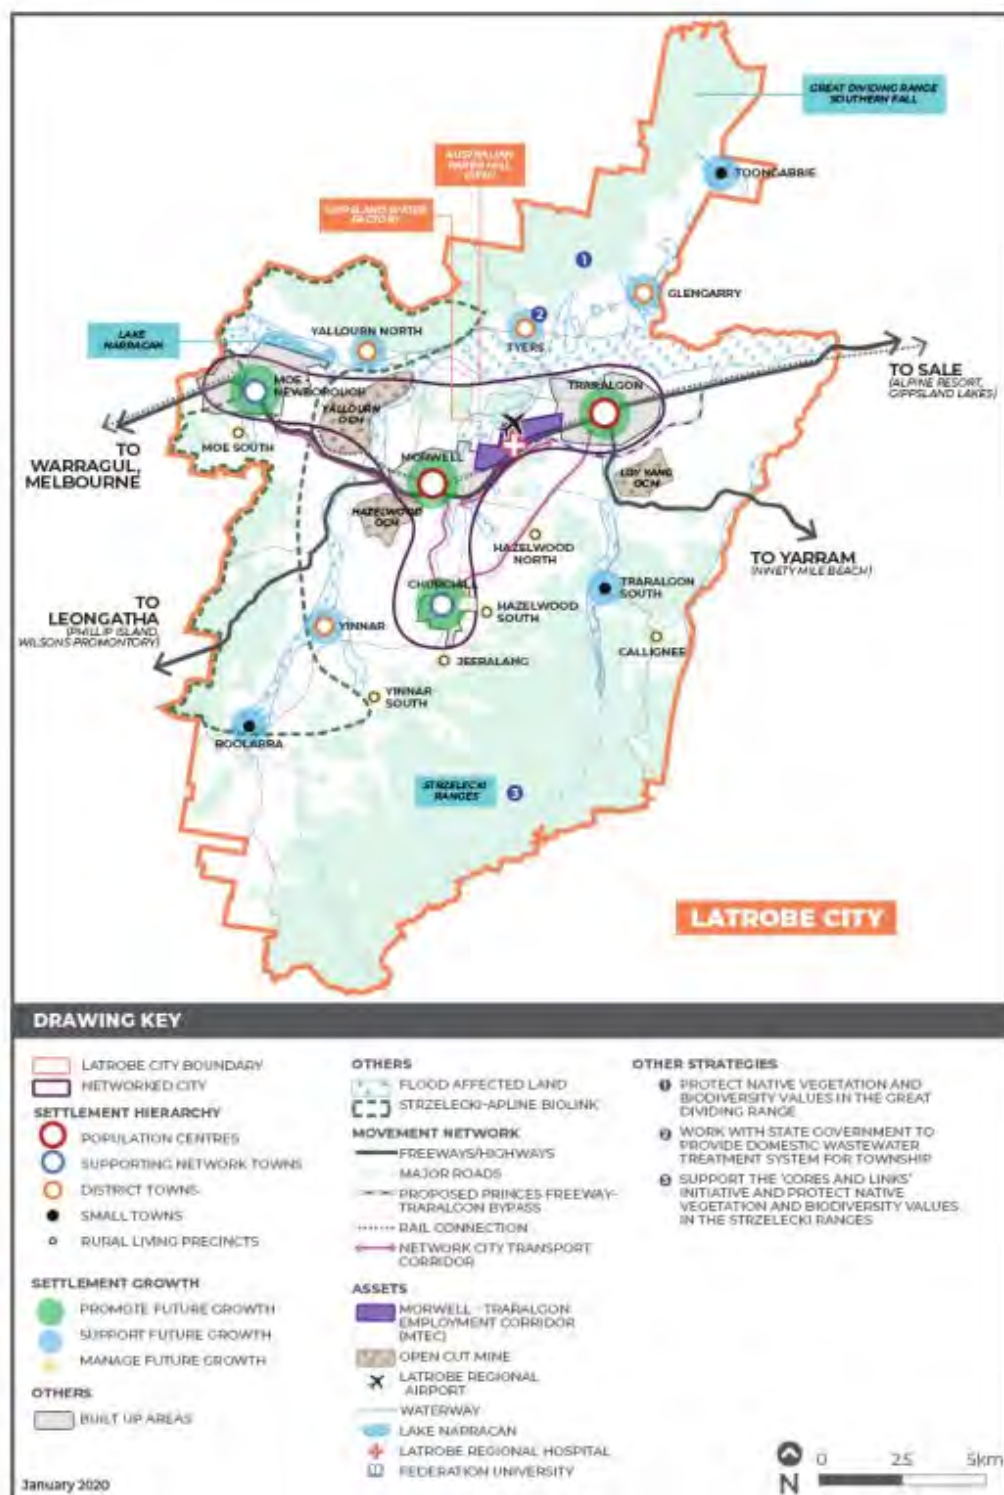 GREAT DIVIDING RANGE
SOUTHERN FALL
AUSTRALIAN
PAPER MILL
TOONGABBIE
GIPPSLAND WATER
FACTORY
GLENGARRY
LAKE
NARRACAN
YALLOURN NORTH
TYERS
TO SALE
(ALPINE RESORT,
GIPPSLAND LAKES)
MOE -
NEWBOROUGH
TRARALGON
YALLOURN
OCM
MOE SOUTH
TO
WARRAGUL,
MELBOURNE
MORWELL
LOY YANG
OCM
HAZELWOOD
OCM
HAZELWOOD
NORTH
TO YARRAM
(NINETY MILE BEACH)
CHURCHILL
TRARALGON
SOUTH
TO
LEONGATHA
(PHILLIP ISLAND,
WILSONS PROMONTORY)
HAZELWOOD
SOUTH
YINNAR
CALLIGNEE
JEERALANG
YINNAR
SOUTH
BOOLARRA
STRZELECKI
RANGES
1
2
3
LATROBE CITY
DRAWING KEY
LATROBE CITY BOUNDARY
NETWORKED CITY
SETTLEMENT HIERARCHY
POPULATION CENTRES
SUPPORTING NETWORK TOWNS
DISTRICT TOWNS
SMALL TOWNS
RURAL LIVING PRECINCTS
SETTLEMENT GROWTH
PROMOTE FUTURE GROWTH
SUPPORT FUTURE GROWTH
MANAGE FUTURE GROWTH
OTHERS
BUILT UP AREAS
January 2020
OTHERS
FLOOD AFFECTED LAND
STRZELECKI-APLINE BIOLINK
MOVEMENT NETWORK
FREEWAYS/HIGHWAYS
MAJOR ROADS
PROPOSED PRINCES FREEWAY-
TRARALGON BYPASS
RAIL CONNECTION
NETWORK CITY TRANSPORT
CORRIDOR
ASSETS
MORWELL - TRARALGON
EMPLOYMENT CORRIDOR
(MTEC)
OPEN CUT MINE
LATROBE REGIONAL
AIRPORT
WATERWAY
LAKE NARRACAN
LATROBE REGIONAL HOSPITAL
FEDERATION UNIVERSITY
OTHER STRATEGIES
1 PROTECT NATIVE VEGETATION AND
BIODIVERSITY VALUES IN THE GREAT
DIVIDING RANGE
2 WORK WITH STATE GOVERNMENT TO
PROVIDE DOMESTIC WASTEWATER
TREATMENT SYSTEM FOR TOWNSHIP
3 SUPPORT THE 'CORES AND LINKS'
INITIATIVE AND PROTECT NATIVE
VEGETATION AND BIODIVERSITY VALUES
IN THE STRZELECKI RANGES
N
0 2.5 5km